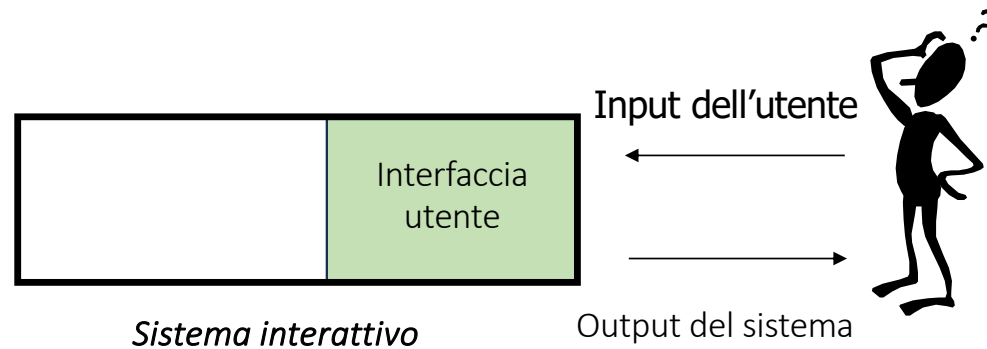 Input dell'utente
Interfaccia
utente
Sistema interattivo
Output del sistema